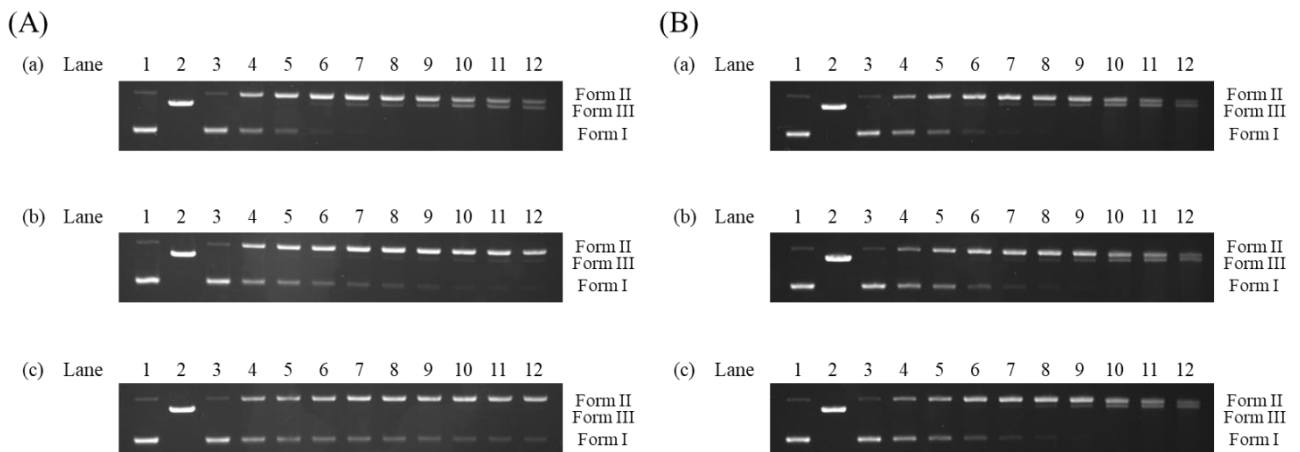 (A)
(a) Lane 1 2 3 4 5 6 7 8 9 10 11 12
Form II
Form III
Form I
(b) Lane 1 2 3 4 5 6 7 8 9 10 11 12
Form II
Form III
Form I
(c) Lane 1 2 3 4 5 6 7 8 9 10 11 12
Form II
Form III
Form I
(B)
(a) Lane 1 2 3 4 5 6 7 8 9 10 11 12
Form II
Form III
Form I
(b) Lane 1 2 3 4 5 6 7 8 9 10 11 12
Form II
Form III
Form I
(c) Lane 1 2 3 4 5 6 7 8 9 10 11 12
Form II
Form III
Form I